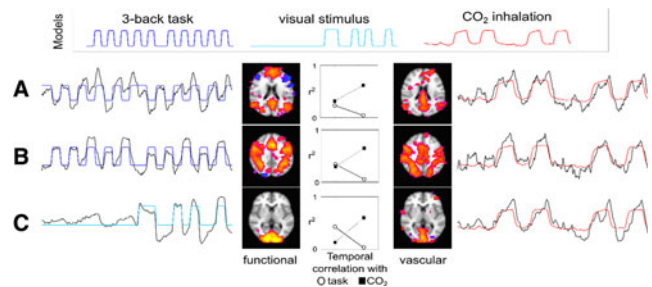 3-back task visual stimulus CO2 inhalation
Models
A
1
r2
0
B
1
r2
0
C
1
r2
0
functional Temporal correlation with vascular
task CO2